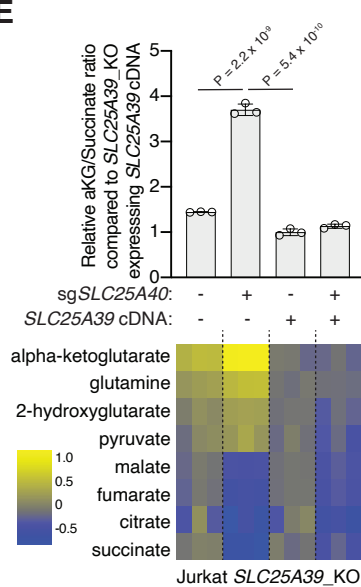 E
P = 2.2 x 10⁻⁹
P = 5.4 x 10⁻¹⁰
Relative aKG/Succinate ratio
compared to SLC25A39_KO
expresssing SLC25A39 cDNA
5
4
3
2
1
0
sgSLC25A40: - + - +
SLC25A39 cDNA: - - + +
alpha-ketoglutarate
glutamine
2-hydroxyglutarate
pyruvate
malate
fumarate
citrate
succinate
1.0
0.5
0
-0.5
Jurkat SLC25A39_KO